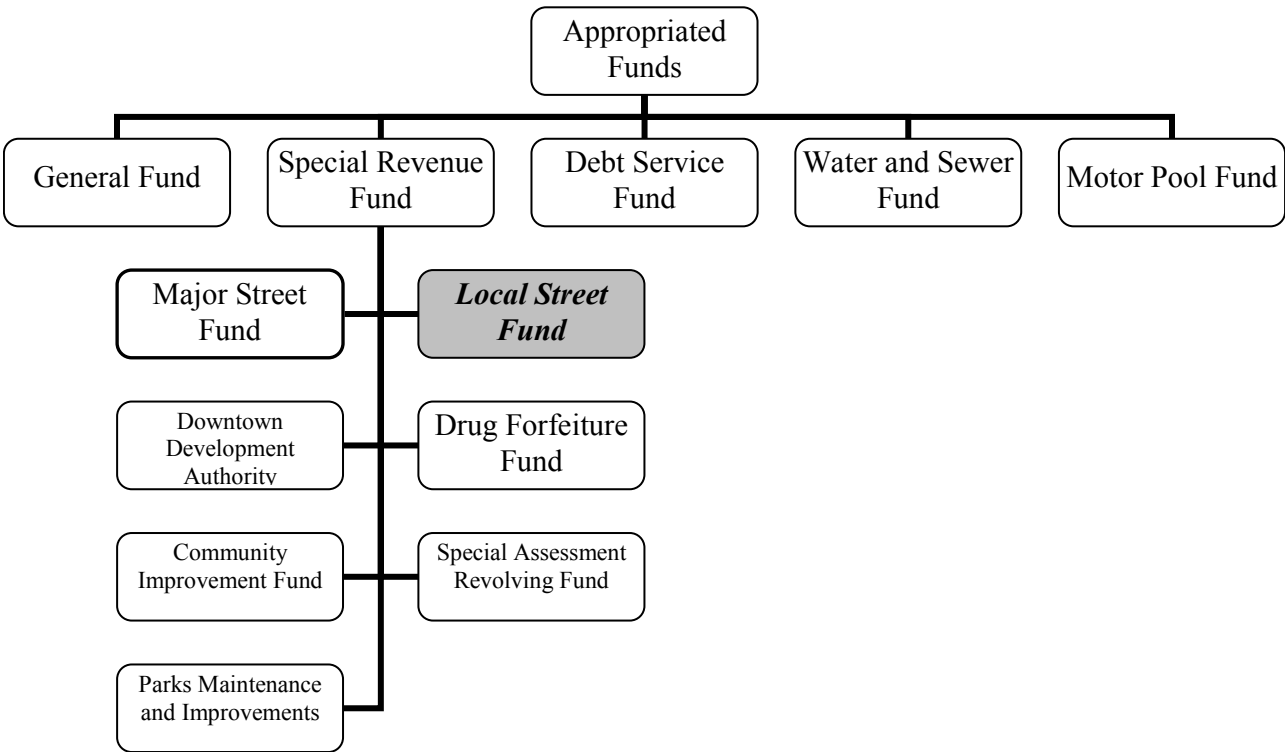 Appropriated
Funds
General Fund
Special Revenue
Fund
Debt Service
Fund
Water and Sewer
Fund
Motor Pool Fund
Major Street
Fund
Local Street
Fund
Downtown
Development
Authority
Drug Forfeiture
Fund
Community
Improvement Fund
Special Assessment
Revolving Fund
Parks Maintenance
and Improvements